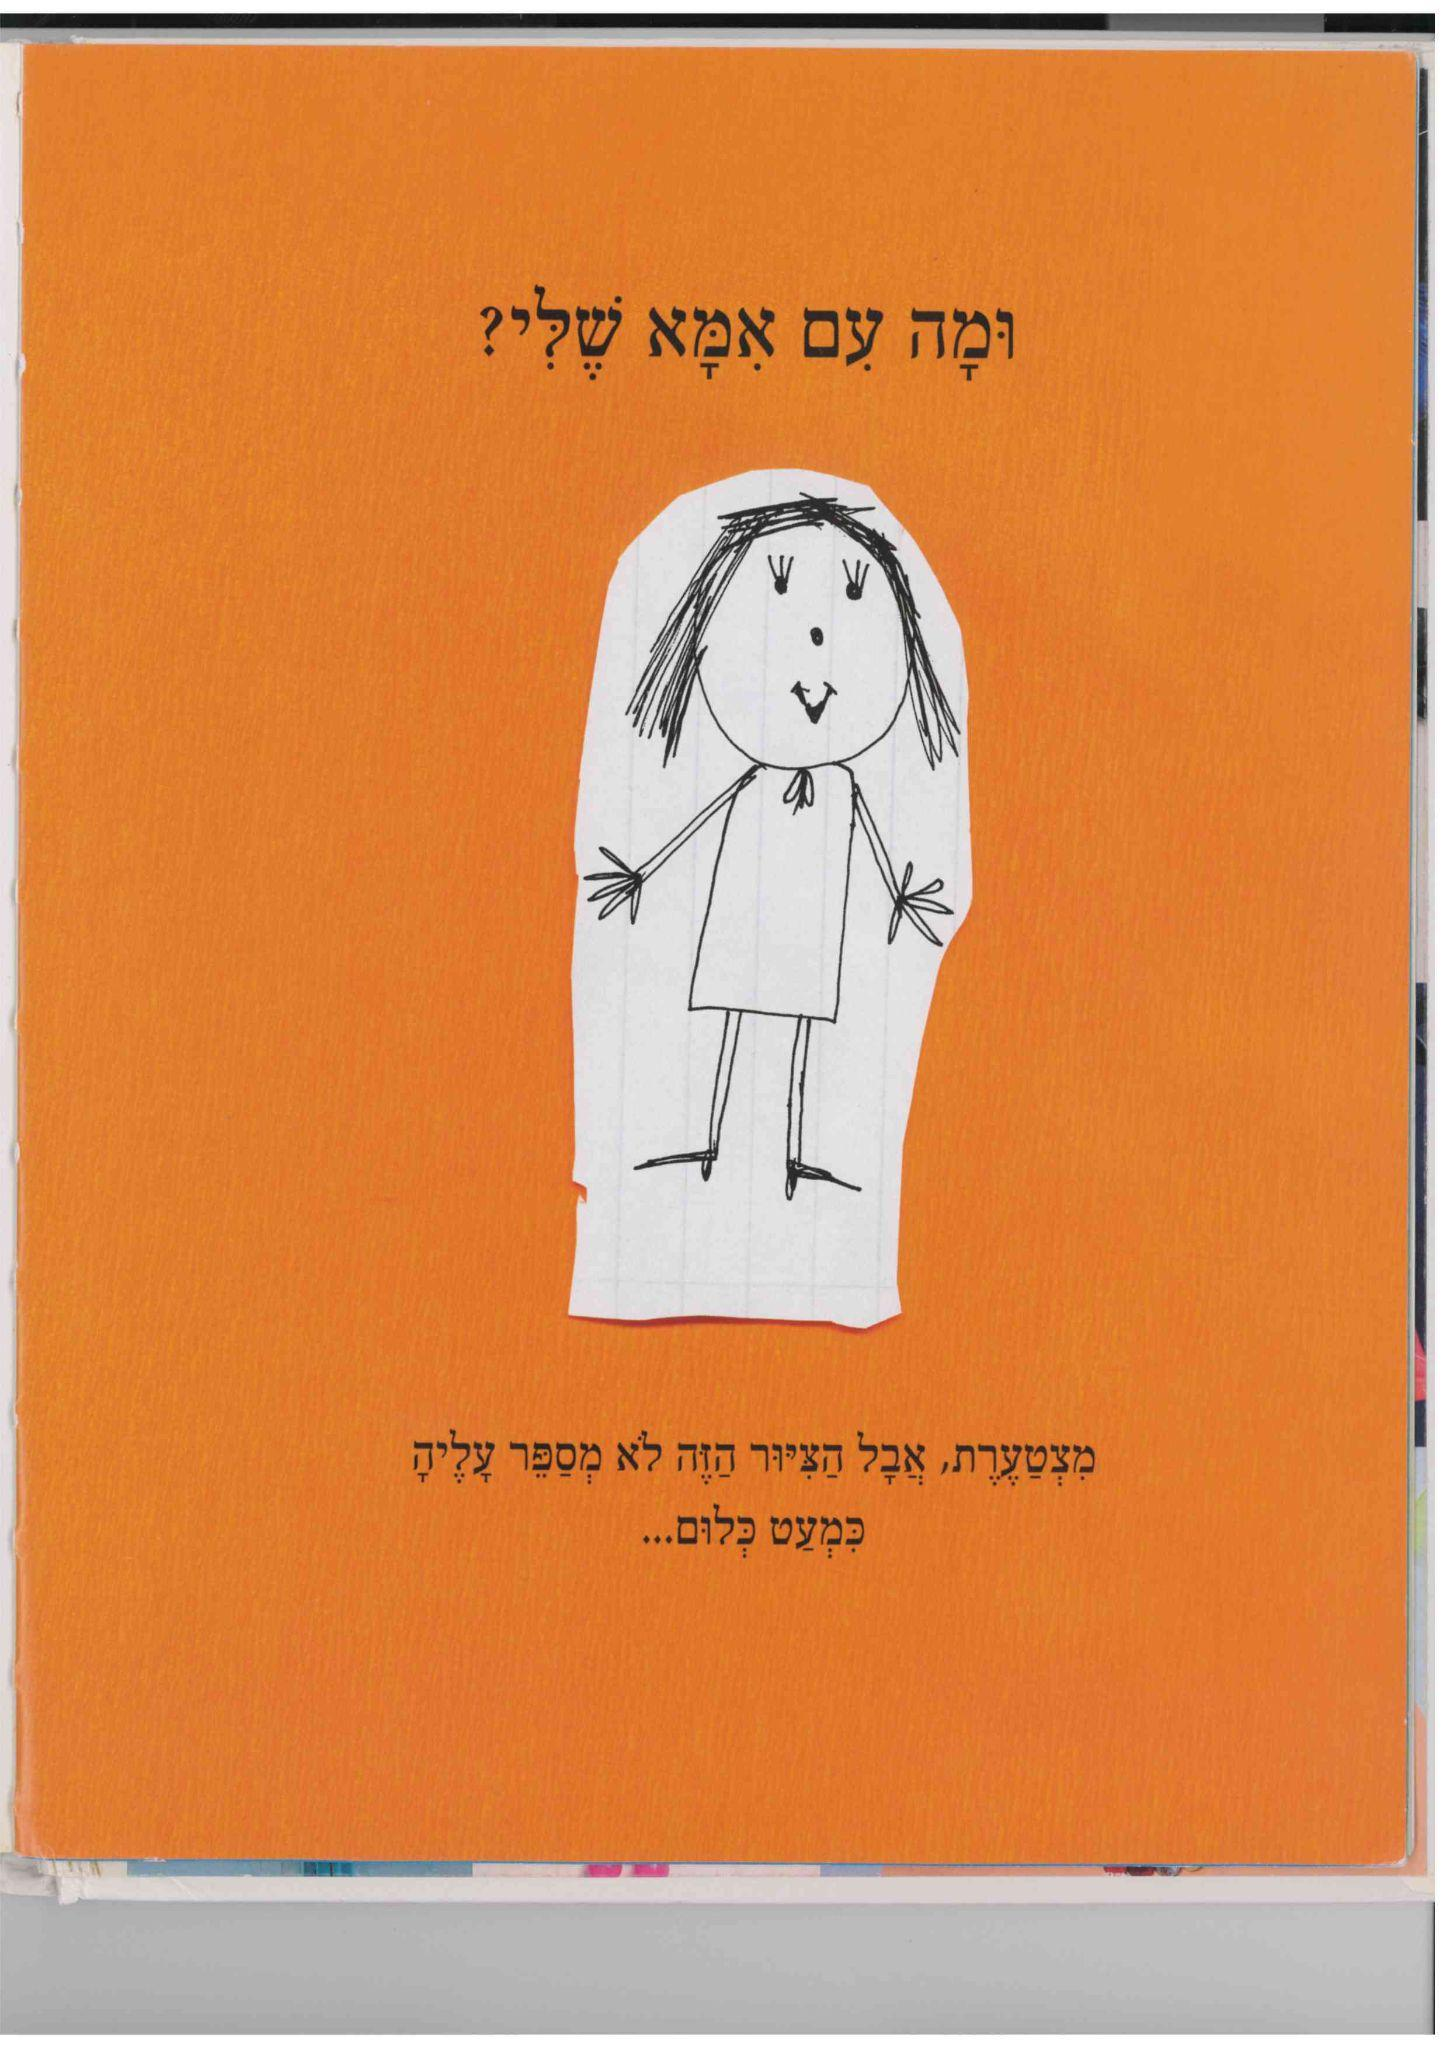 וּמָה עִם אִמָּא שֶׁלִּי?
מִצְטַעֶרֶת, אֲבָל הַצִּיּוּר הַזֶּה לֹא מְסַפֵּר עָלֶיהָ
כִּמְעַט כְּלוּם...